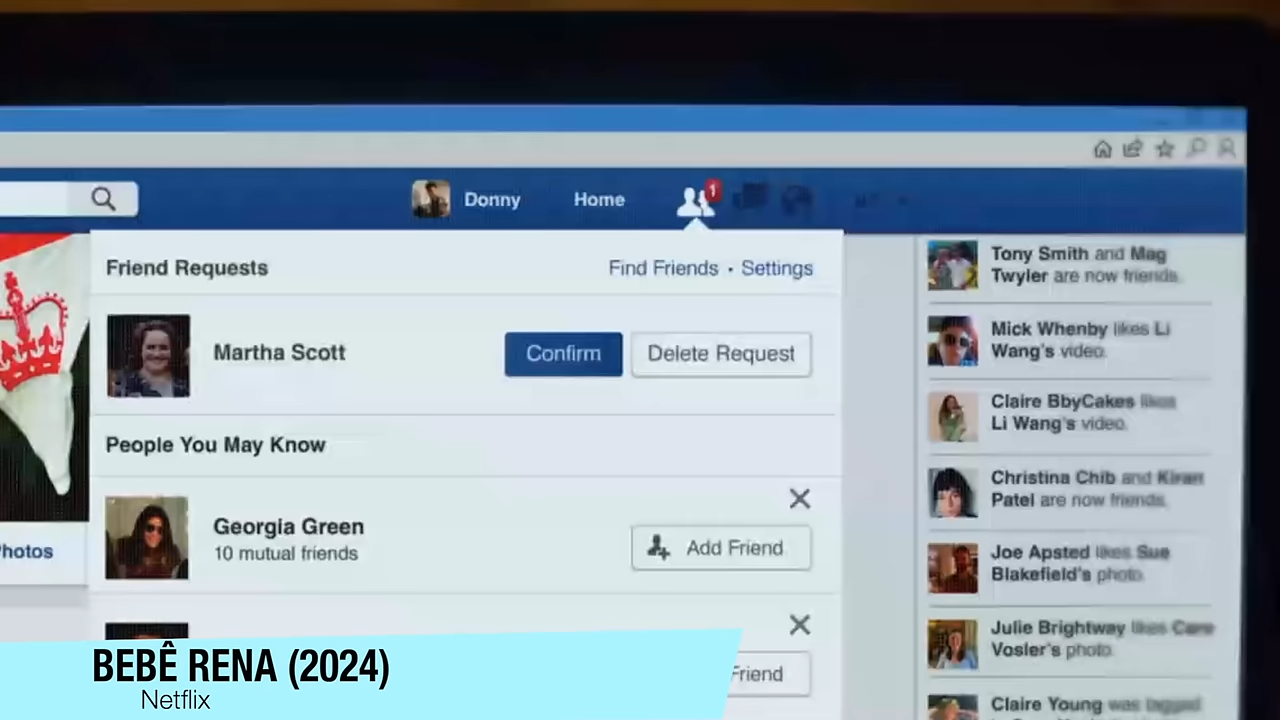 Donny
Home
1
Friend Requests
Find Friends · Settings
Martha Scott
Confirm
Delete Request
People You May Know
Georgia Green
10 mutual friends
Add Friend
Photos
Friend
Tony Smith and Mag
Twyler are now friends.
Mick Whenby likes Li
Wang's video.
Claire BbyCakes likes
Li Wang's video.
Christina Chib and Kiran
Patel are now friends.
Joe Apsted likes Sue
Blakefield's photo.
Julie Brightway likes
Vosler's photo.
Claire Young was tagged
BEBÊ RENA (2024)
Netflix